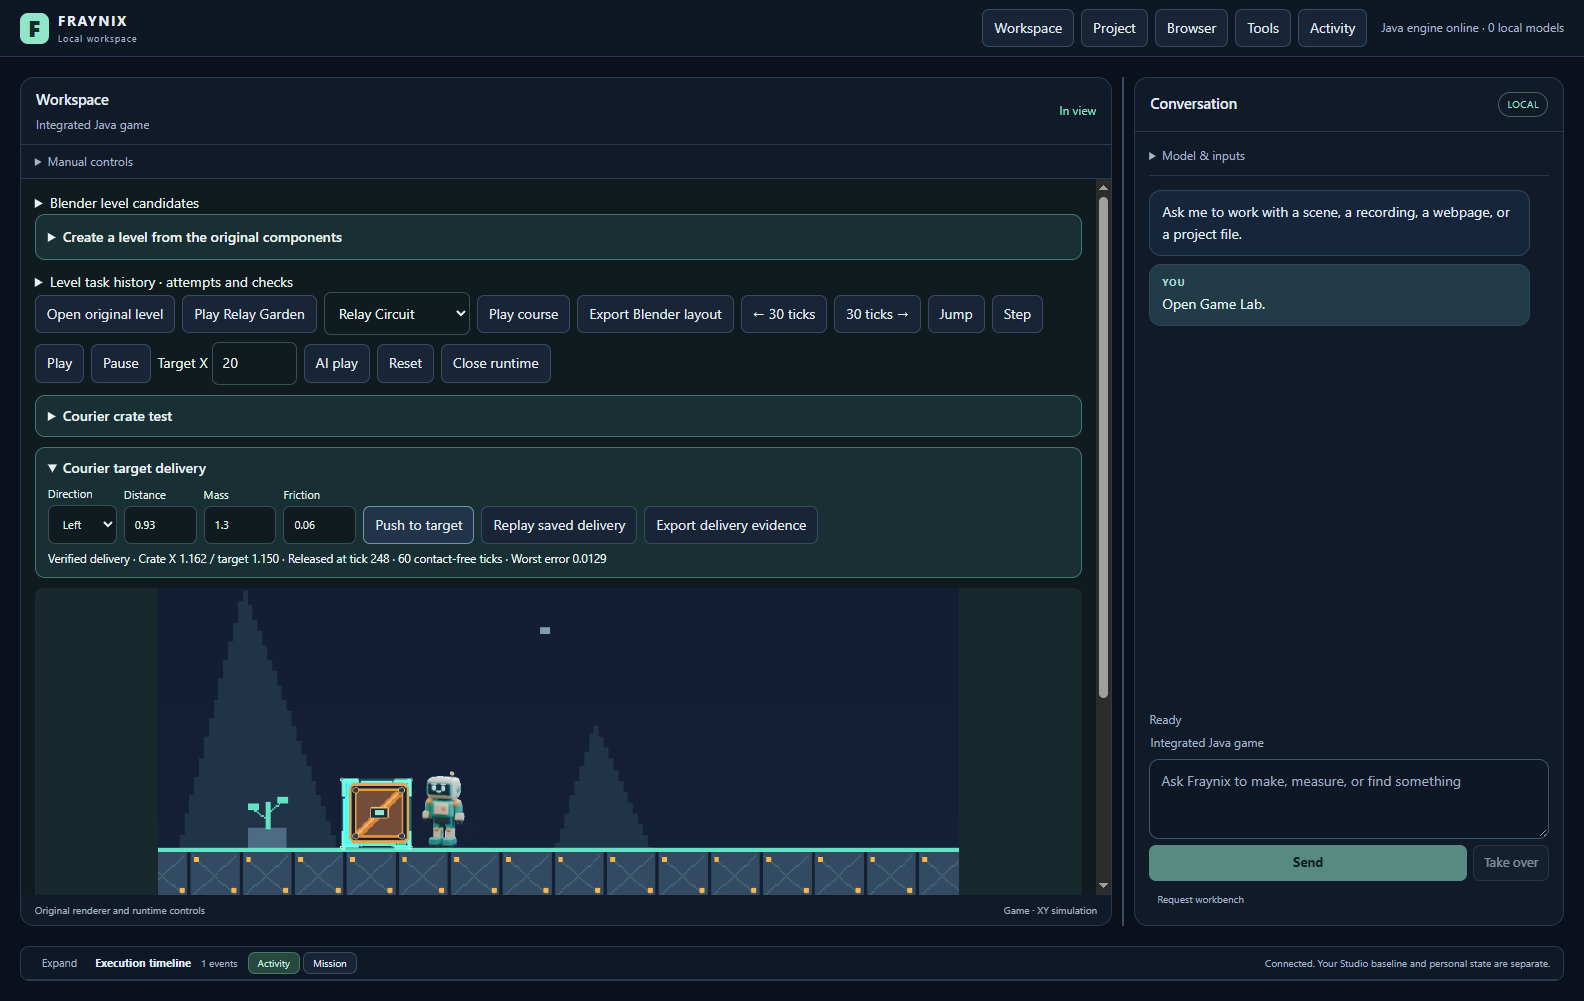 F FRAYNIX
Local workspace
Workspace Project Browser Tools Activity Java engine online · 0 local models
Workspace
Integrated Java game
In view
▶ Manual controls
▶ Blender level candidates
▶ Create a level from the original components
▶ Level task history · attempts and checks
Open original level Play Relay Garden Relay Circuit Play course Export Blender layout ← 30 ticks 30 ticks → Jump Step
Play Pause Target X 20 AI play Reset Close runtime
▶ Courier crate test
▼ Courier target delivery
Direction Distance Mass Friction
Left 0.93 1.3 0.06 Push to target Replay saved delivery Export delivery evidence
Verified delivery · Crate X 1.162 / target 1.150 · Released at tick 248 · 60 contact-free ticks · Worst error 0.0129
Original renderer and runtime controls Game · XY simulation
Conversation LOCAL
▶ Model & inputs
Ask me to work with a scene, a recording, a webpage, or
a project file.
YOU
Open Game Lab.
Ready
Integrated Java game
Ask Fraynix to make, measure, or find something
Send Take over
Request workbench
Expand Execution timeline 1 events Activity Mission Connected. Your Studio baseline and personal state are separate.